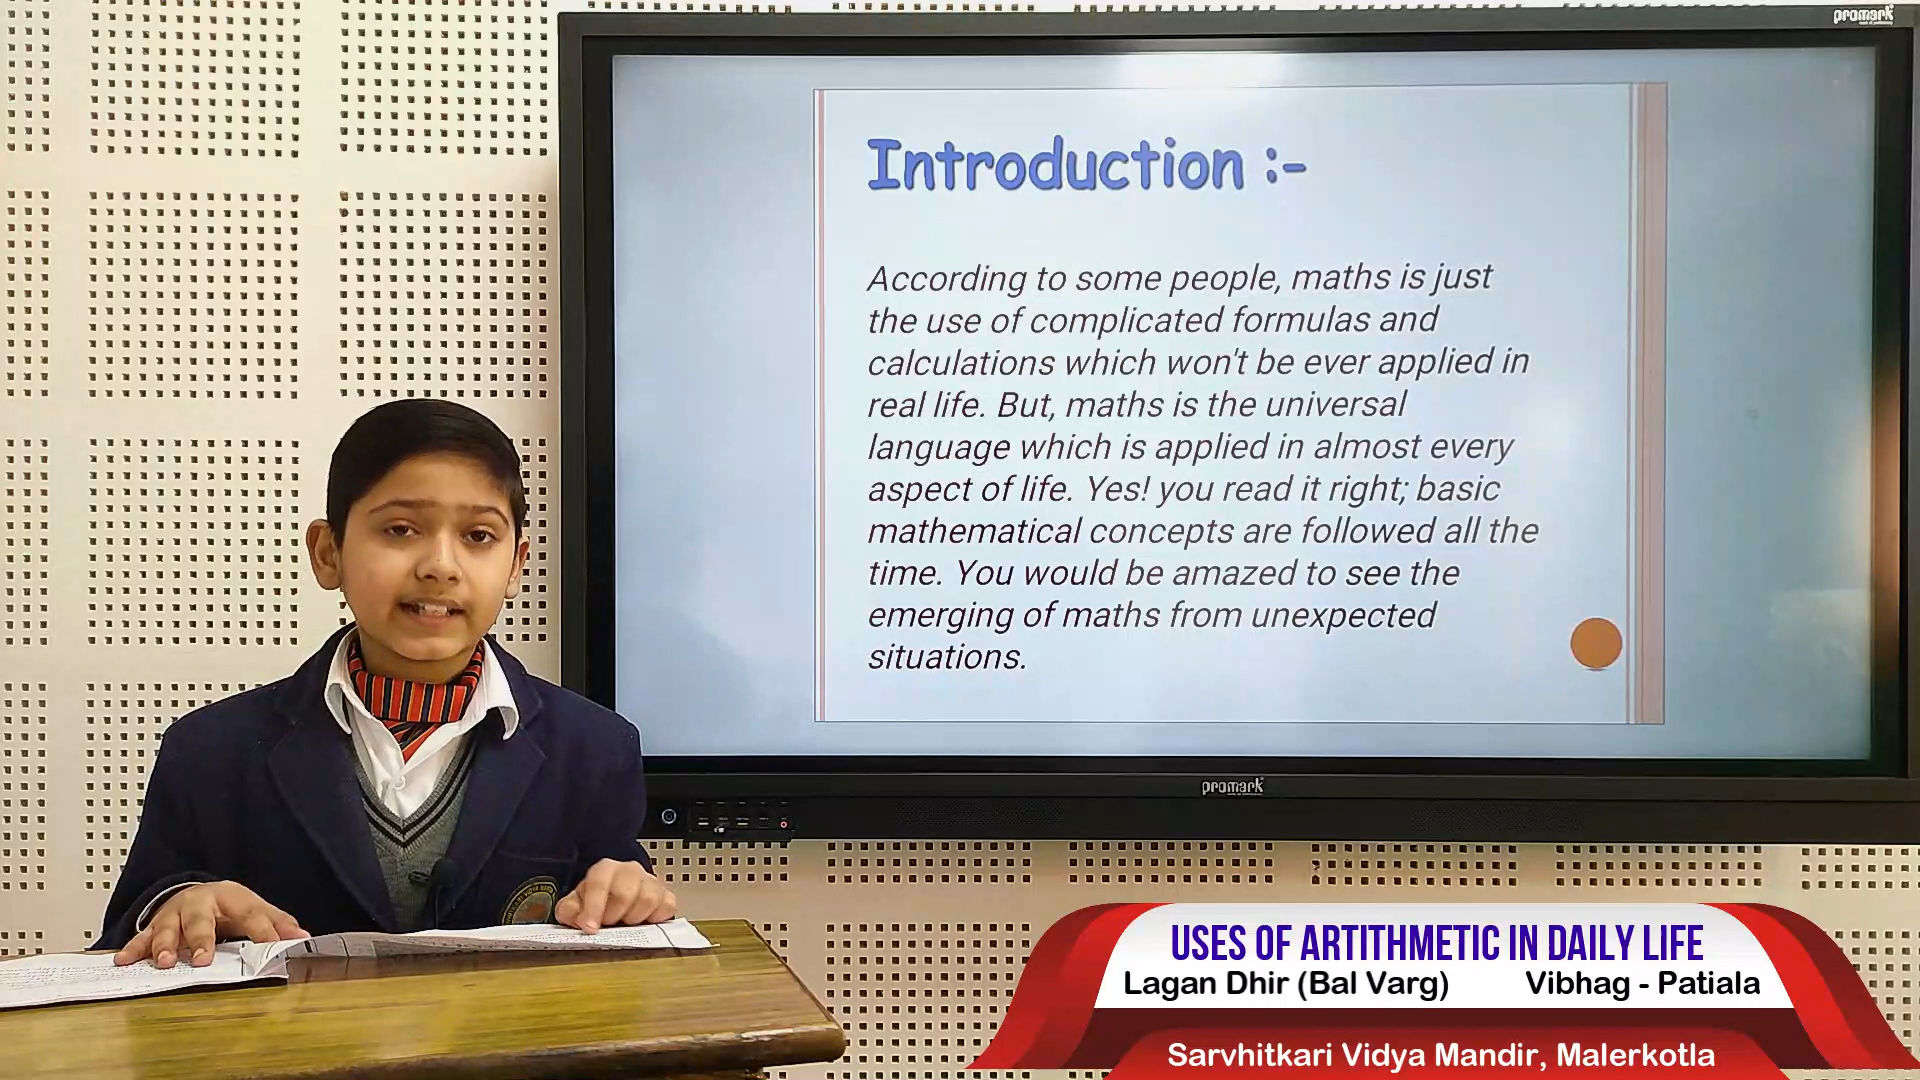 promark
Introduction :-
According to some people, maths is just
the use of complicated formulas and
calculations which won't be ever applied in
real life. But, maths is the universal
language which is applied in almost every
aspect of life. Yes! you read it right; basic
mathematical concepts are followed all the
time. You would be amazed to see the
emerging of maths from unexpected
situations.
promark
USES OF ARTITHMETIC IN DAILY LIFE
Lagan Dhir (Bal Varg) Vibhag - Patiala
Sarvhitkari Vidya Mandir, Malerkotla